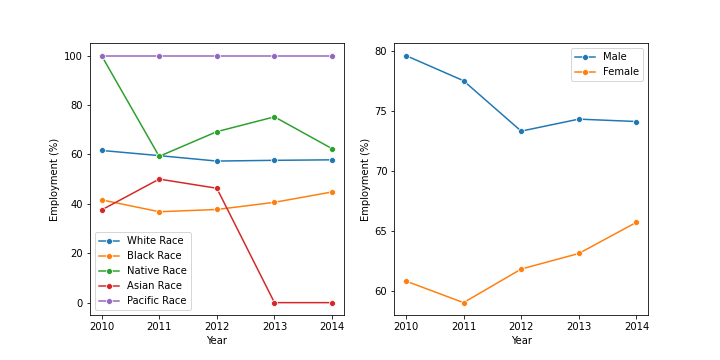 Employment (%)
100
80
60
40
20
0
White Race
Black Race
Native Race
Asian Race
Pacific Race
2010 2011 2012 2013 2014
Year
Employment (%)
80
75
70
65
60
Male
Female
2010 2011 2012 2013 2014
Year